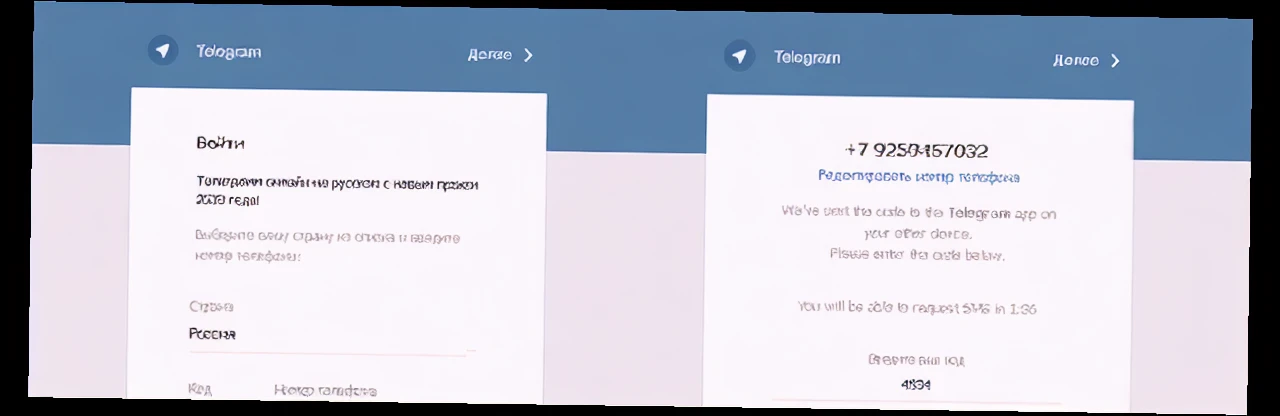 Telegram
Далее
Войти
Телеграмм онлайн на русском с новым прокси
2020 года!
Выберите вашу страну из списка и введите
номер телефона:
Страна
Россия
Код Номер телефона
Telegram
Далее
+7 925
Редактировать номер телефона
We've sent the code to the Telegram app on
your other device.
Please enter the code below.
You will be able to request SMS in 1:36
Введите ваш код